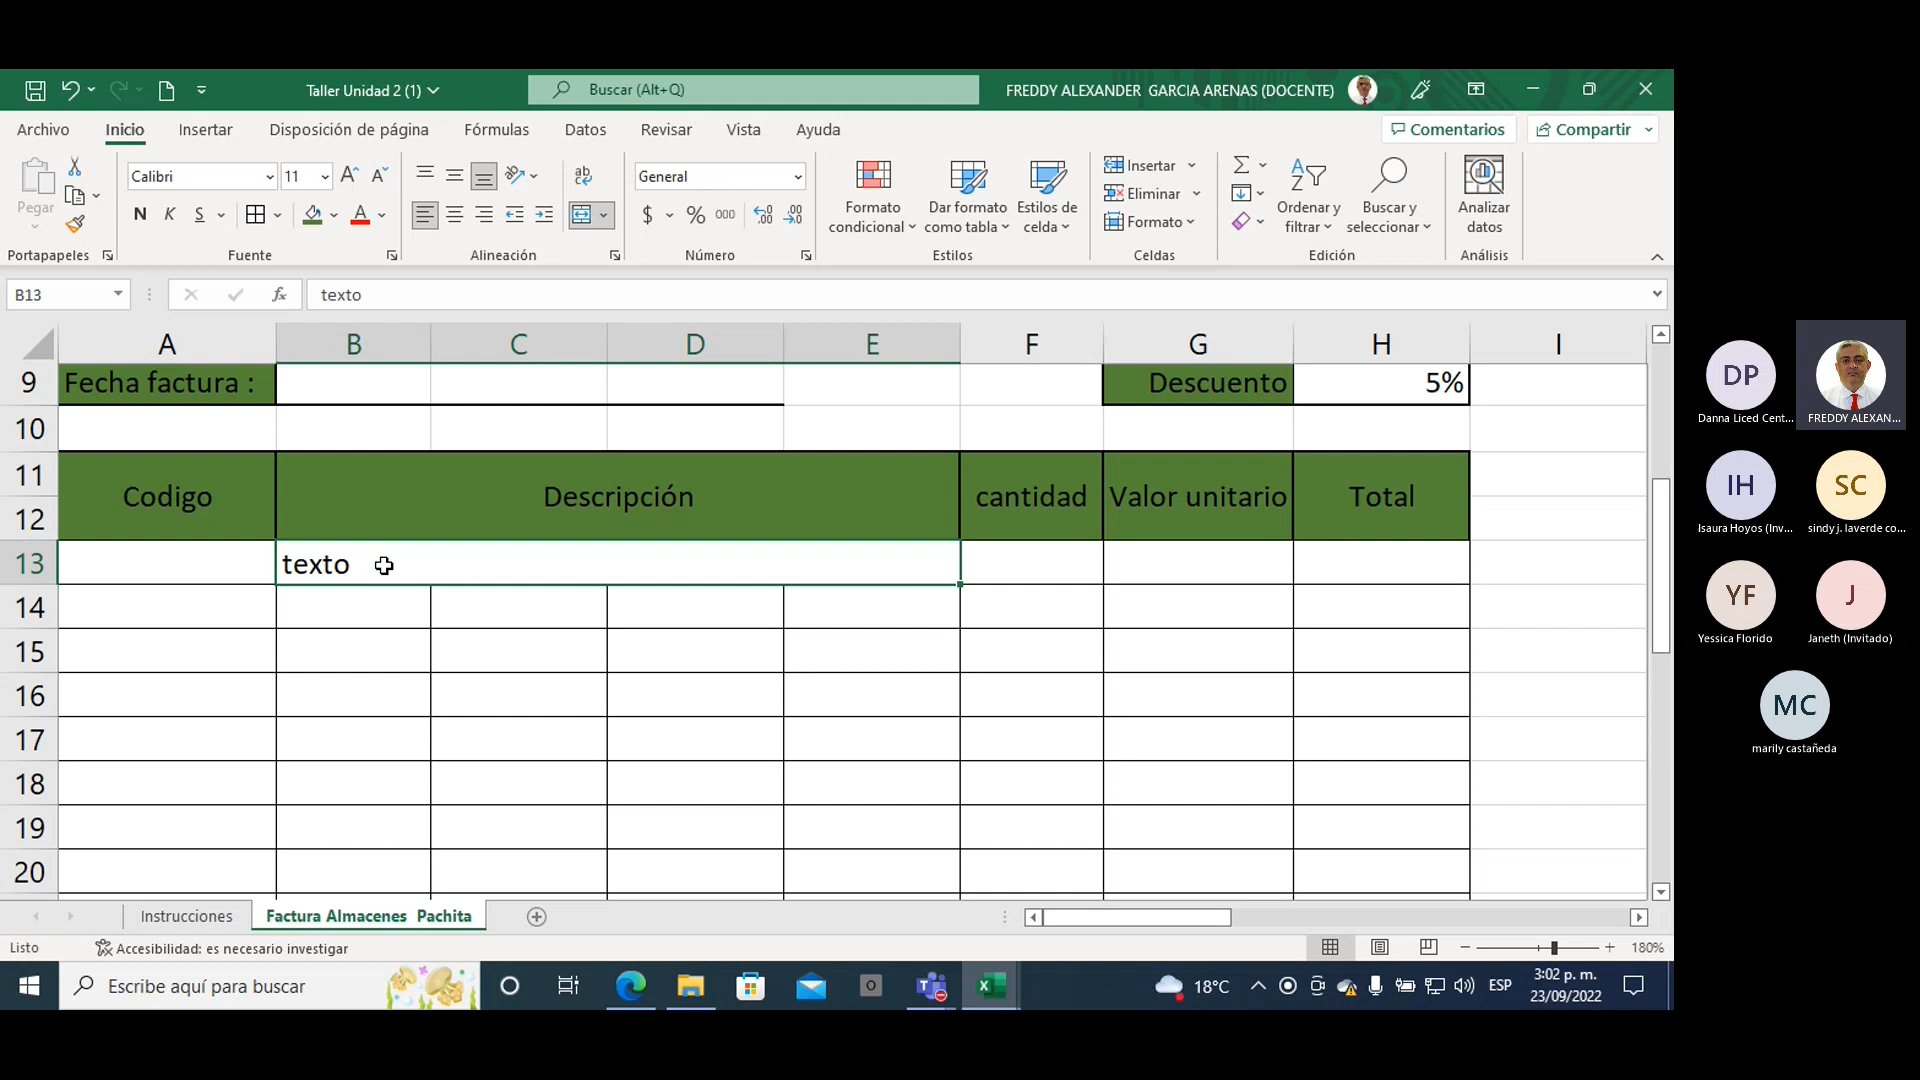 Taller Unidad 2 (1)
Buscar (Alt+Q)
FREDDY ALEXANDER GARCIA ARENAS (DOCENTE)
Archivo Inicio Insertar Disposición de página Fórmulas Datos Revisar Vista Ayuda Comentarios Compartir
Pegar
Calibri 11
N K S
ab
General
$ % 000
Formato condicional
Dar formato como tabla
Estilos de celda
Insertar
Eliminar
Formato
Ordenar y filtrar
Buscar y seleccionar
Analizar datos
Portapapeles Fuente Alineación Número Estilos Celdas Edición Análisis
B13 fx texto
A B C D E F G H I
9 Fecha factura : Descuento 5%
10
11
12
Codigo Descripción cantidad Valor unitario Total
13 texto
14
15
16
17
18
19
20
Instrucciones Factura Almacenes Pachita
Listo Accesibilidad: es necesario investigar 180%
Escribe aquí para buscar
18°C ESP
3:02 p. m.
23/09/2022
DP
Danna Liced Cent...
FREDDY ALEXAN...
IH
Isaura Hoyos (Inv...
SC
sindy j. laverde co...
YF
Yessica Florido
J
Janeth (Invitado)
MC
marily castañeda